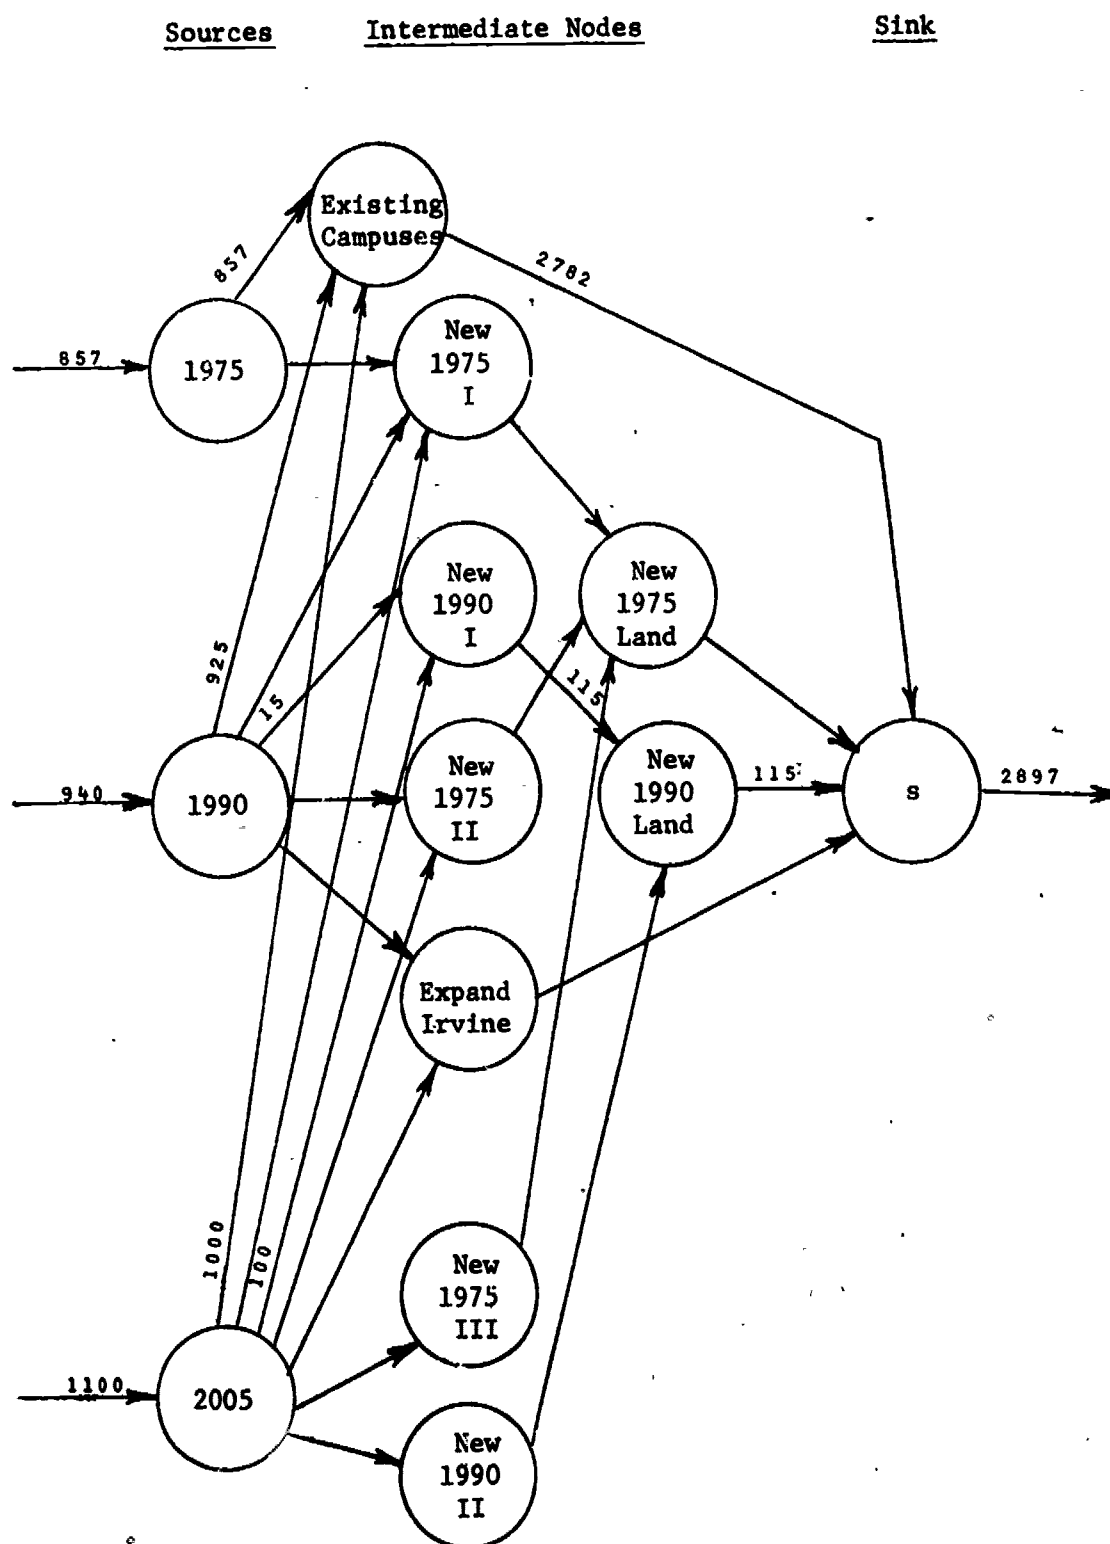 Sources Intermediate Nodes Sink
Existing
Campuses
857
2782
857
1975
New
1975
I
New
1990
I
New
1975
Land
925
15
115
940
1990
New
1975
II
New
1990
Land
115
s
2897
Expand
Irvine
1000
100
New
1975
III
1100
2005
New
1990
II